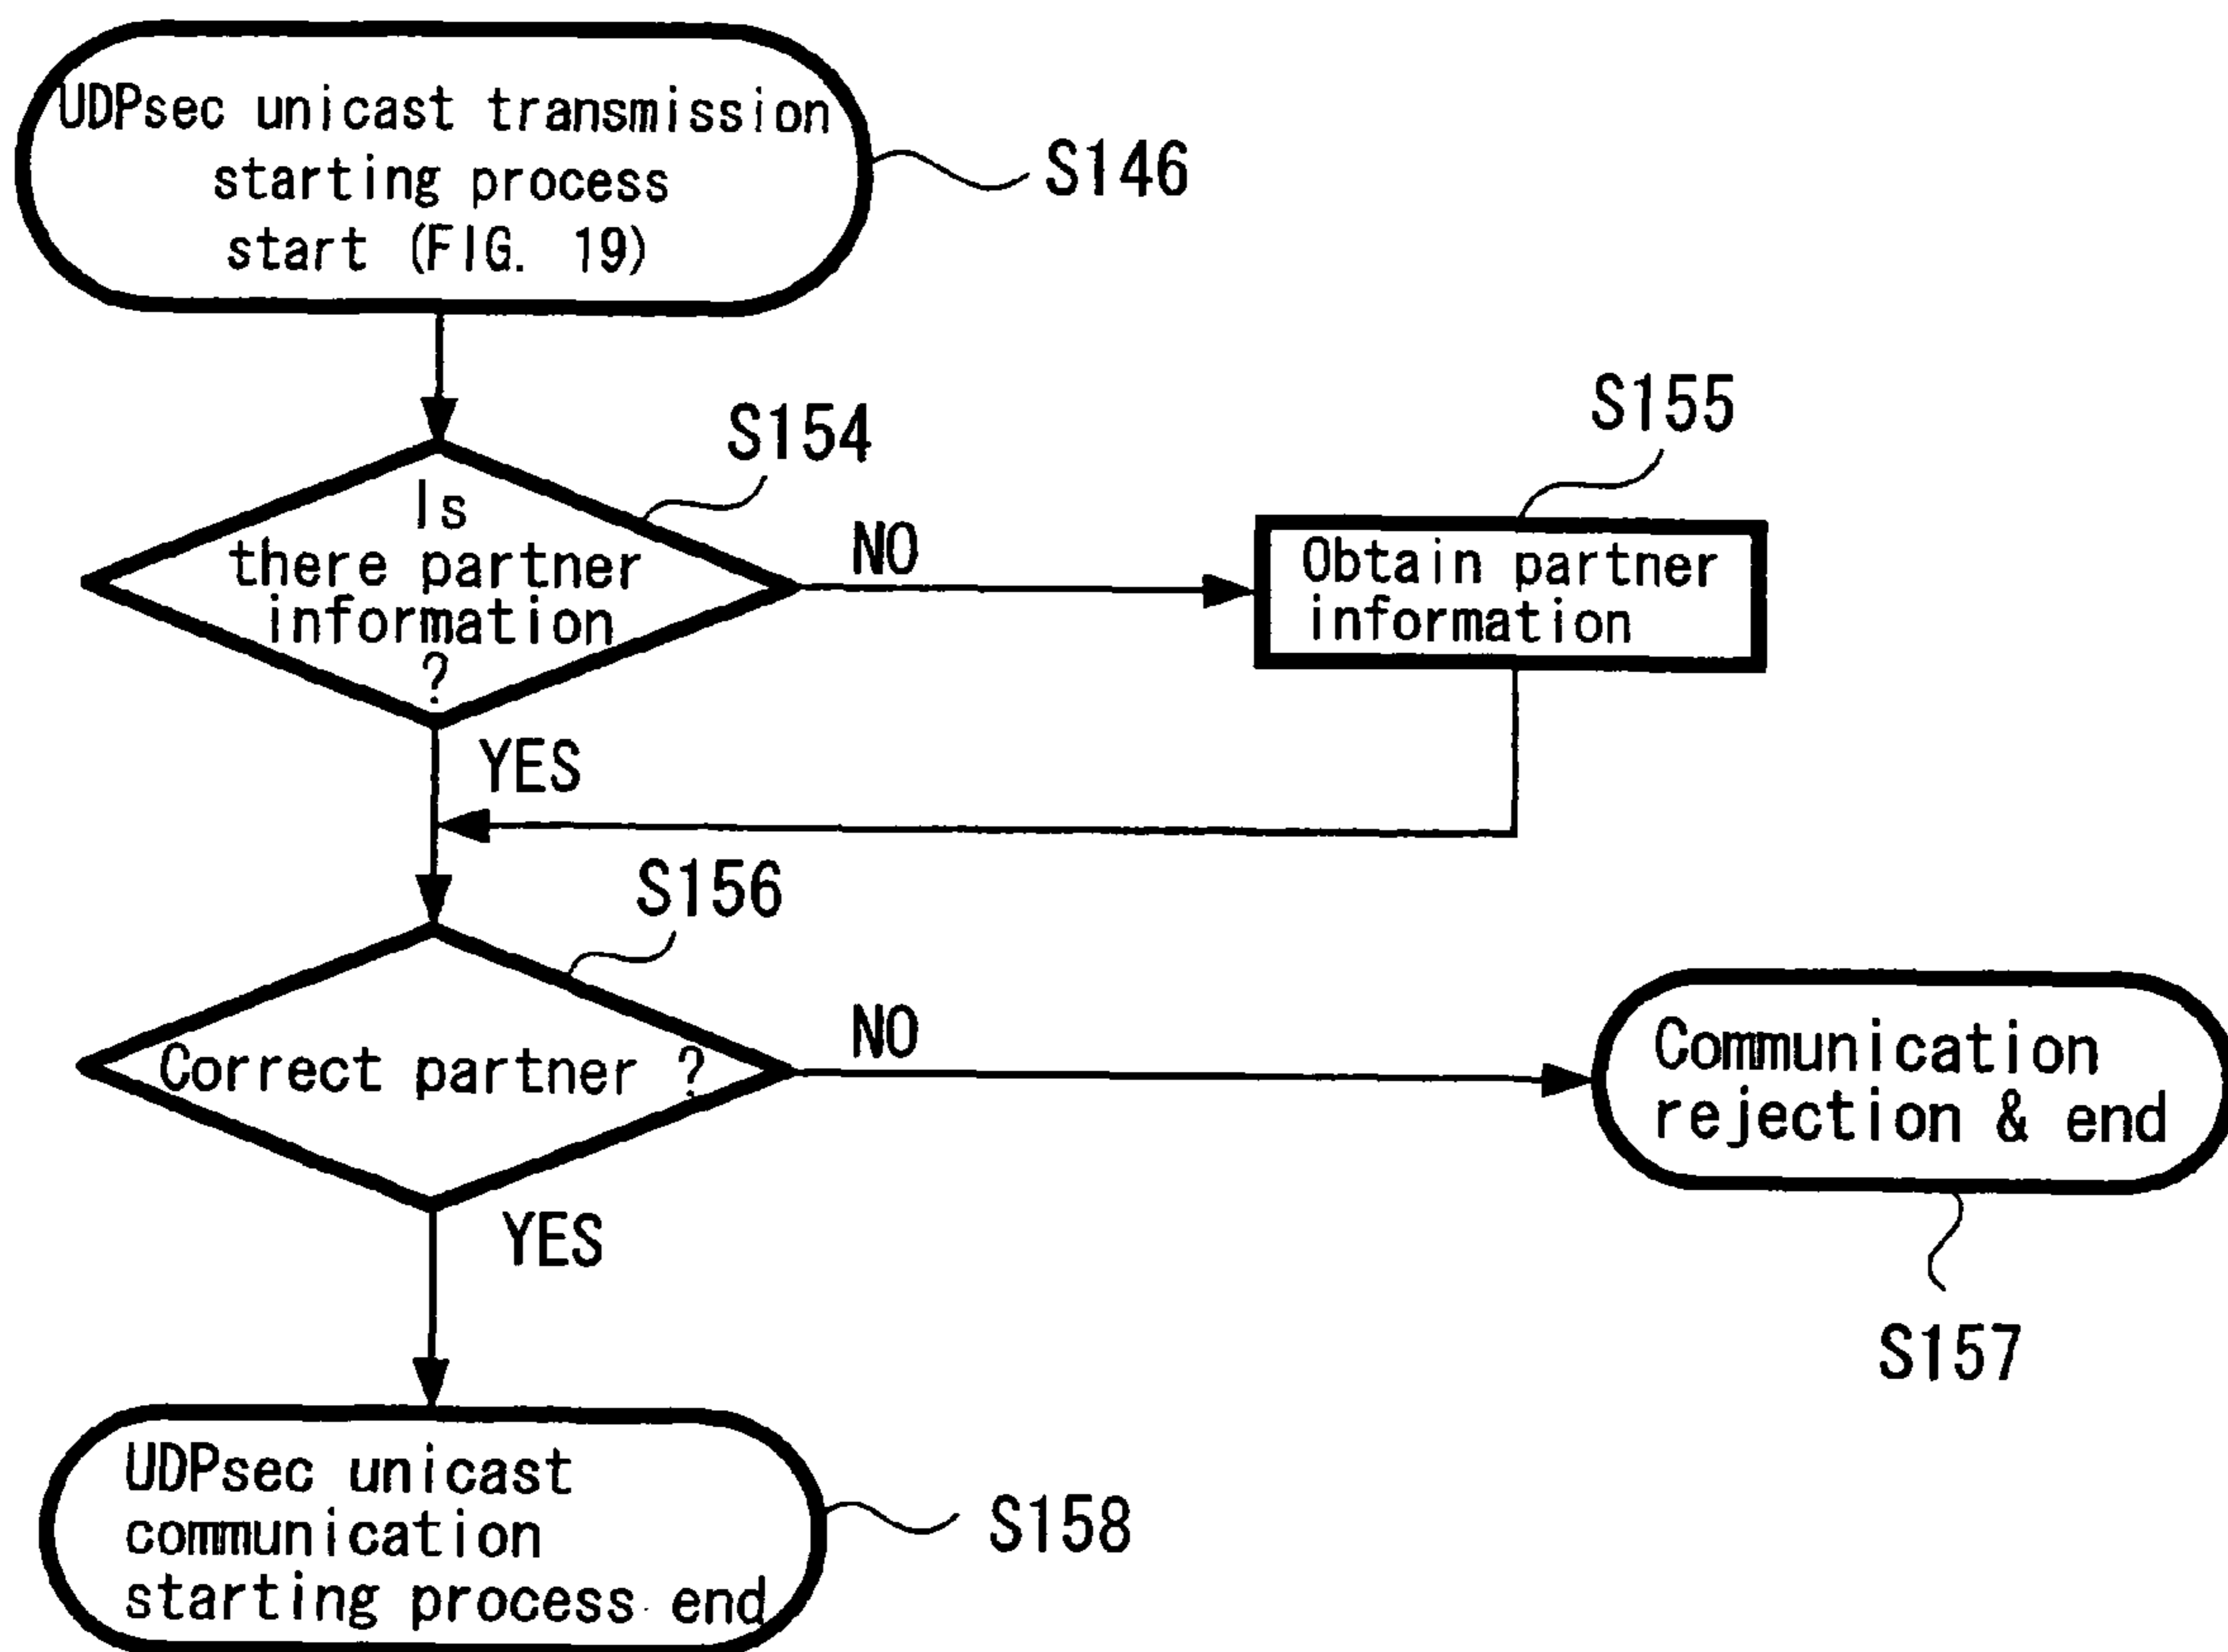 UDPsec unicast transmission
starting process
start (FIG. 19)
S146
S154
S155
Is
there partner
information
?
NO
Obtain partner
information
YES
S156
Correct partner ?
NO
Communication
rejection & end
YES
S157
UDPsec unicast
communication
starting process end
S158